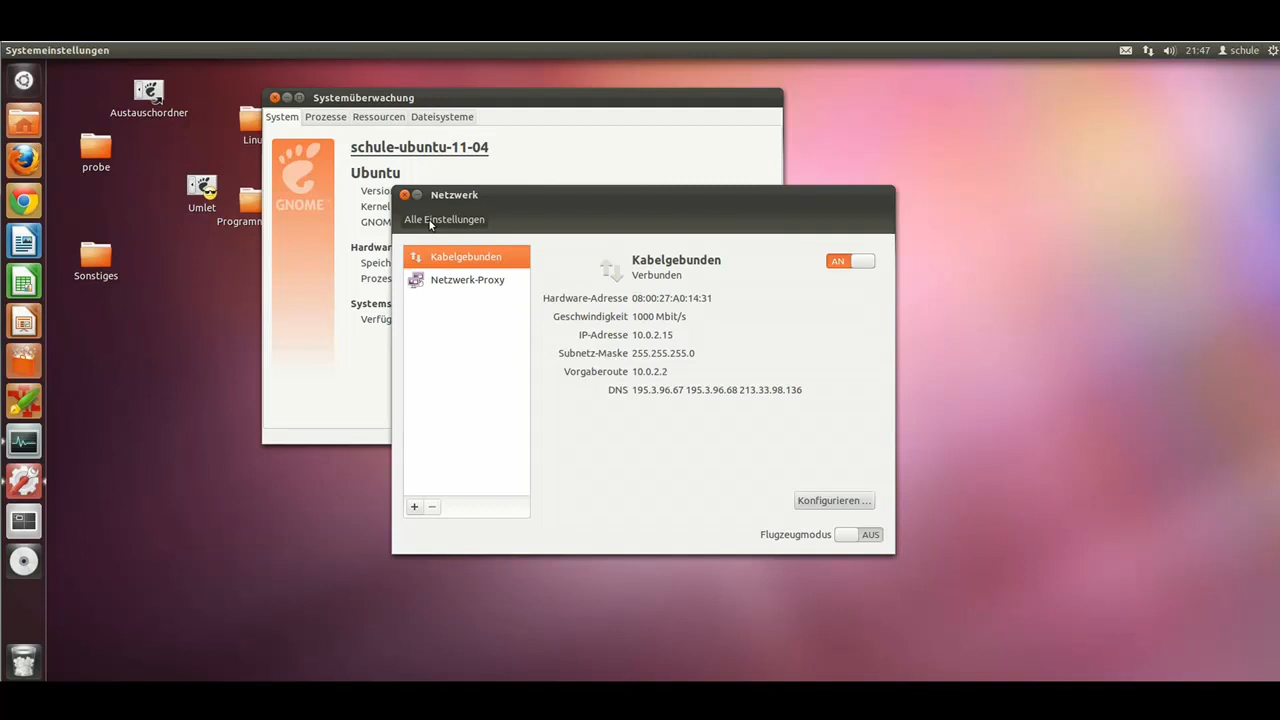 Systemeinstellungen
21:47
schule
Austauschordner
probe
Linu
Umlet
Programm
Sonstiges
Systemüberwachung
System Prozesse Ressourcen Dateisysteme
GNOME
schule-ubuntu-11-04
Ubuntu
Versio
Kernel
GNOM
Hardwar
Speich
Prozes
Systems
Verfüg
Netzwerk
Alle Einstellungen
Kabelgebunden
Netzwerk-Proxy
Kabelgebunden
Verbunden
AN
Hardware-Adresse 08:00:27:A0:14:31
Geschwindigkeit 1000 Mbit/s
IP-Adresse 10.0.2.15
Subnetz-Maske 255.255.255.0
Vorgaberoute 10.0.2.2
DNS 195.3.96.67 195.3.96.68 213.33.98.136
Konfigurieren ...
Flugzeugmodus AUS